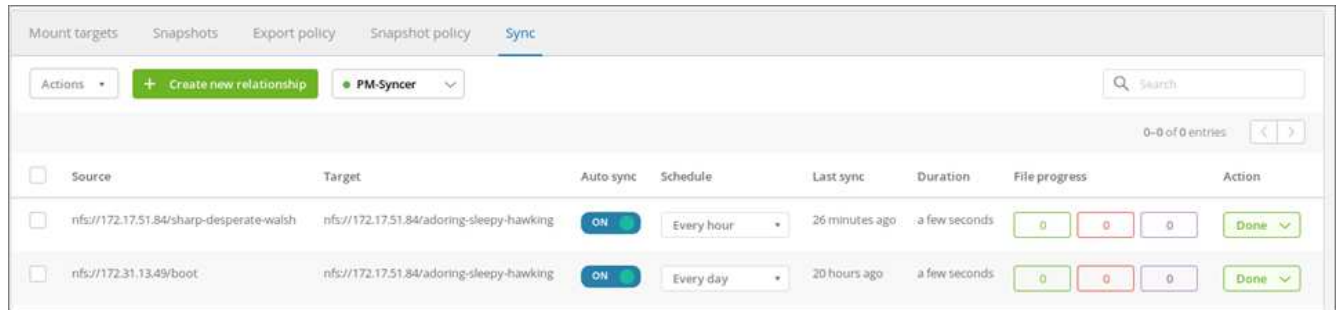 Mount targets Snapshots Export policy Snapshot policy Sync
Actions + Create new relationship PM-Syncer Search
0–0 of 0 entries < >
Source Target Auto sync Schedule Last sync Duration File progress Action
nfs://172.17.51.84/sharp-desperate-walsh nfs://172.17.51.84/adoring-sleepy-hawking ON Every hour 26 minutes ago a few seconds 0 0 0 Done
nfs://172.31.13.49/boot nfs://172.17.51.84/adoring-sleepy-hawking ON Every day 20 hours ago a few seconds 0 0 0 Done